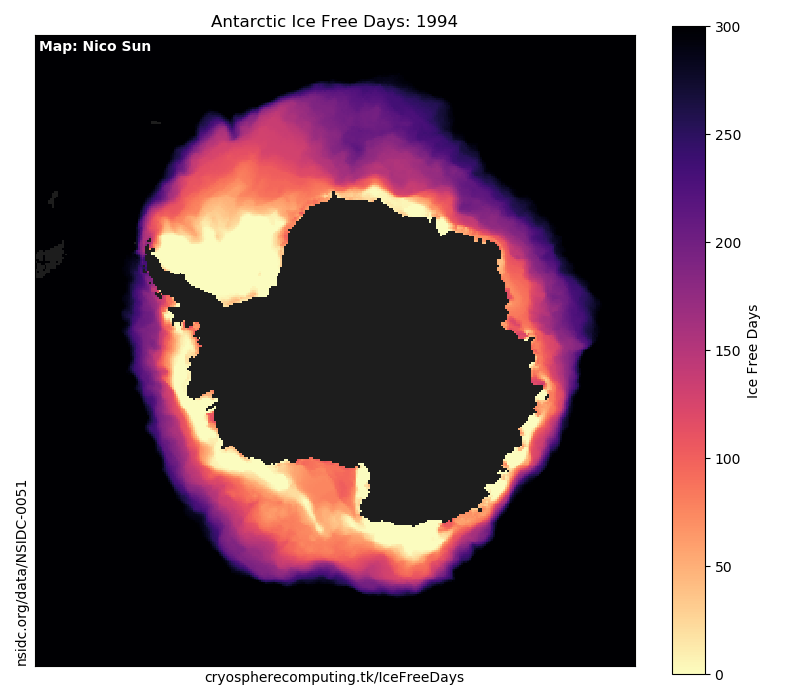 Antarctic Ice Free Days: 1994
Map: Nico Sun
300
250
200
150
100
50
0
Ice Free Days
nsidc.org/data/NSIDC-0051
cryospherecomputing.tk/IceFreeDays